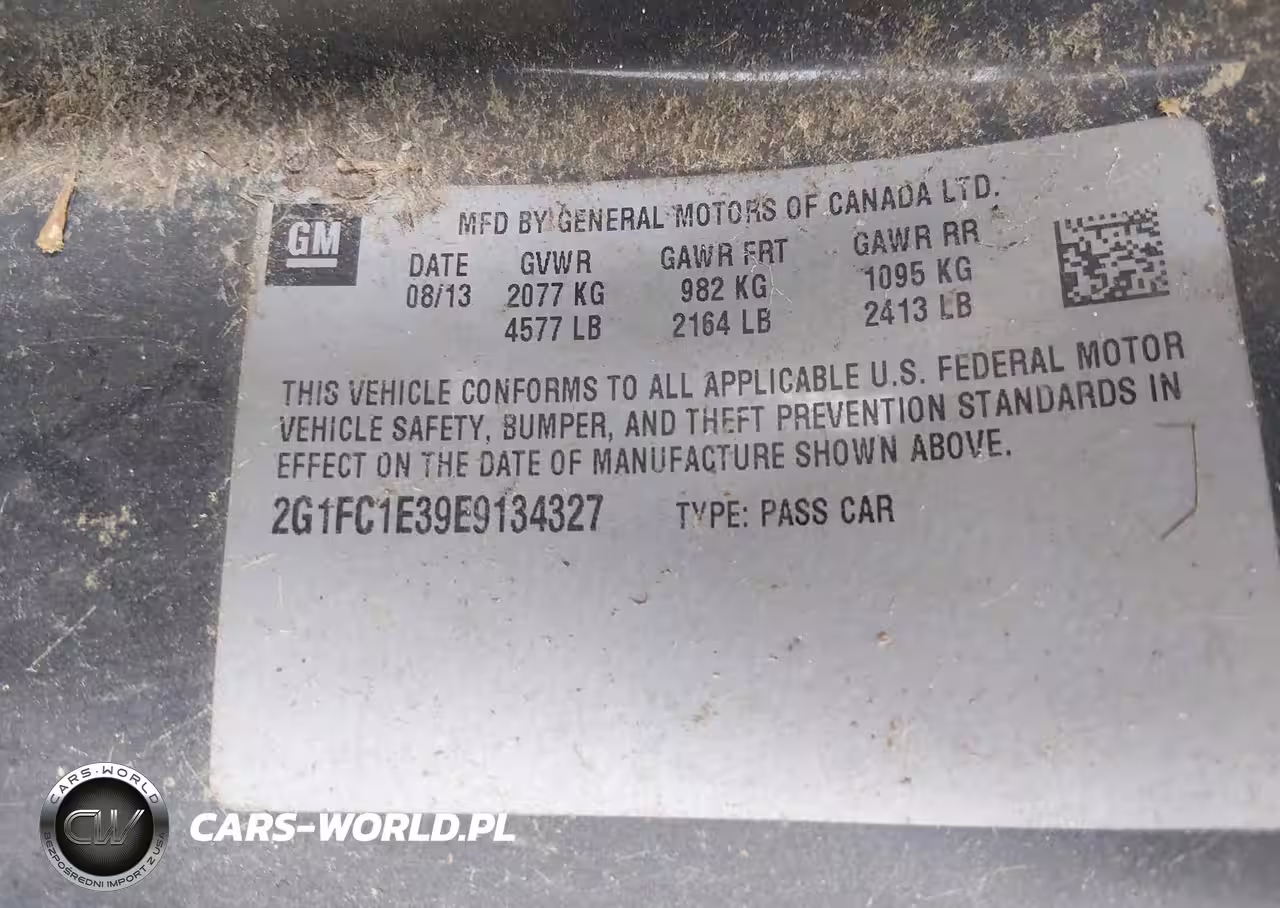 GM
MFD BY GENERAL MOTORS OF CANADA LTD.
DATE GVWR GAWR FRT GAWR RR
08/13 2077 KG 982 KG 1095 KG
4577 LB 2164 LB 2413 LB
THIS VEHICLE CONFORMS TO ALL APPLICABLE U.S. FEDERAL MOTOR
VEHICLE SAFETY, BUMPER, AND THEFT PREVENTION STANDARDS IN
EFFECT ON THE DATE OF MANUFACTURE SHOWN ABOVE.
2G1FC1E39E9134327 TYPE: PASS CAR
CARS-WORLD
CW
BEZPOŚREDNI IMPORT Z USA
CARS-WORLD.PL